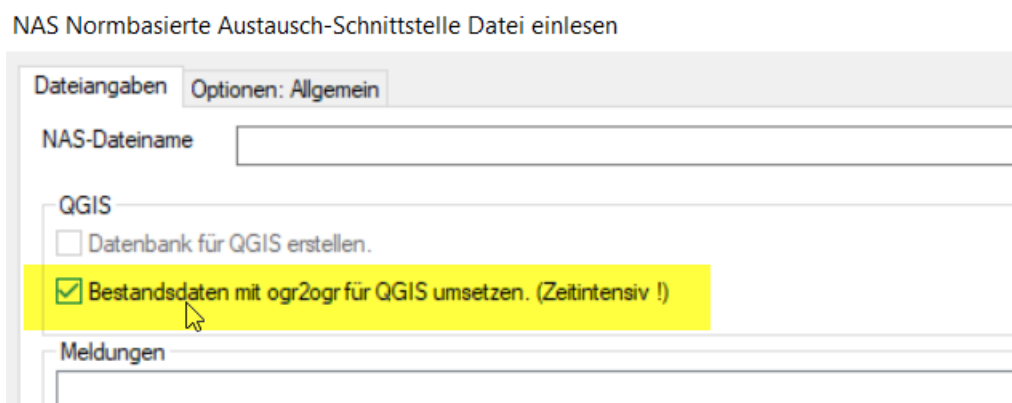 NAS Normbasierte Austausch-Schnittstelle Datei einlesen
Dateiangaben Optionen: Allgemein
NAS-Dateiname
QGIS
Datenbank für QGIS erstellen.
Bestandsdaten mit ogr2ogr für QGIS umsetzen. (Zeitintensiv !)
Meldungen